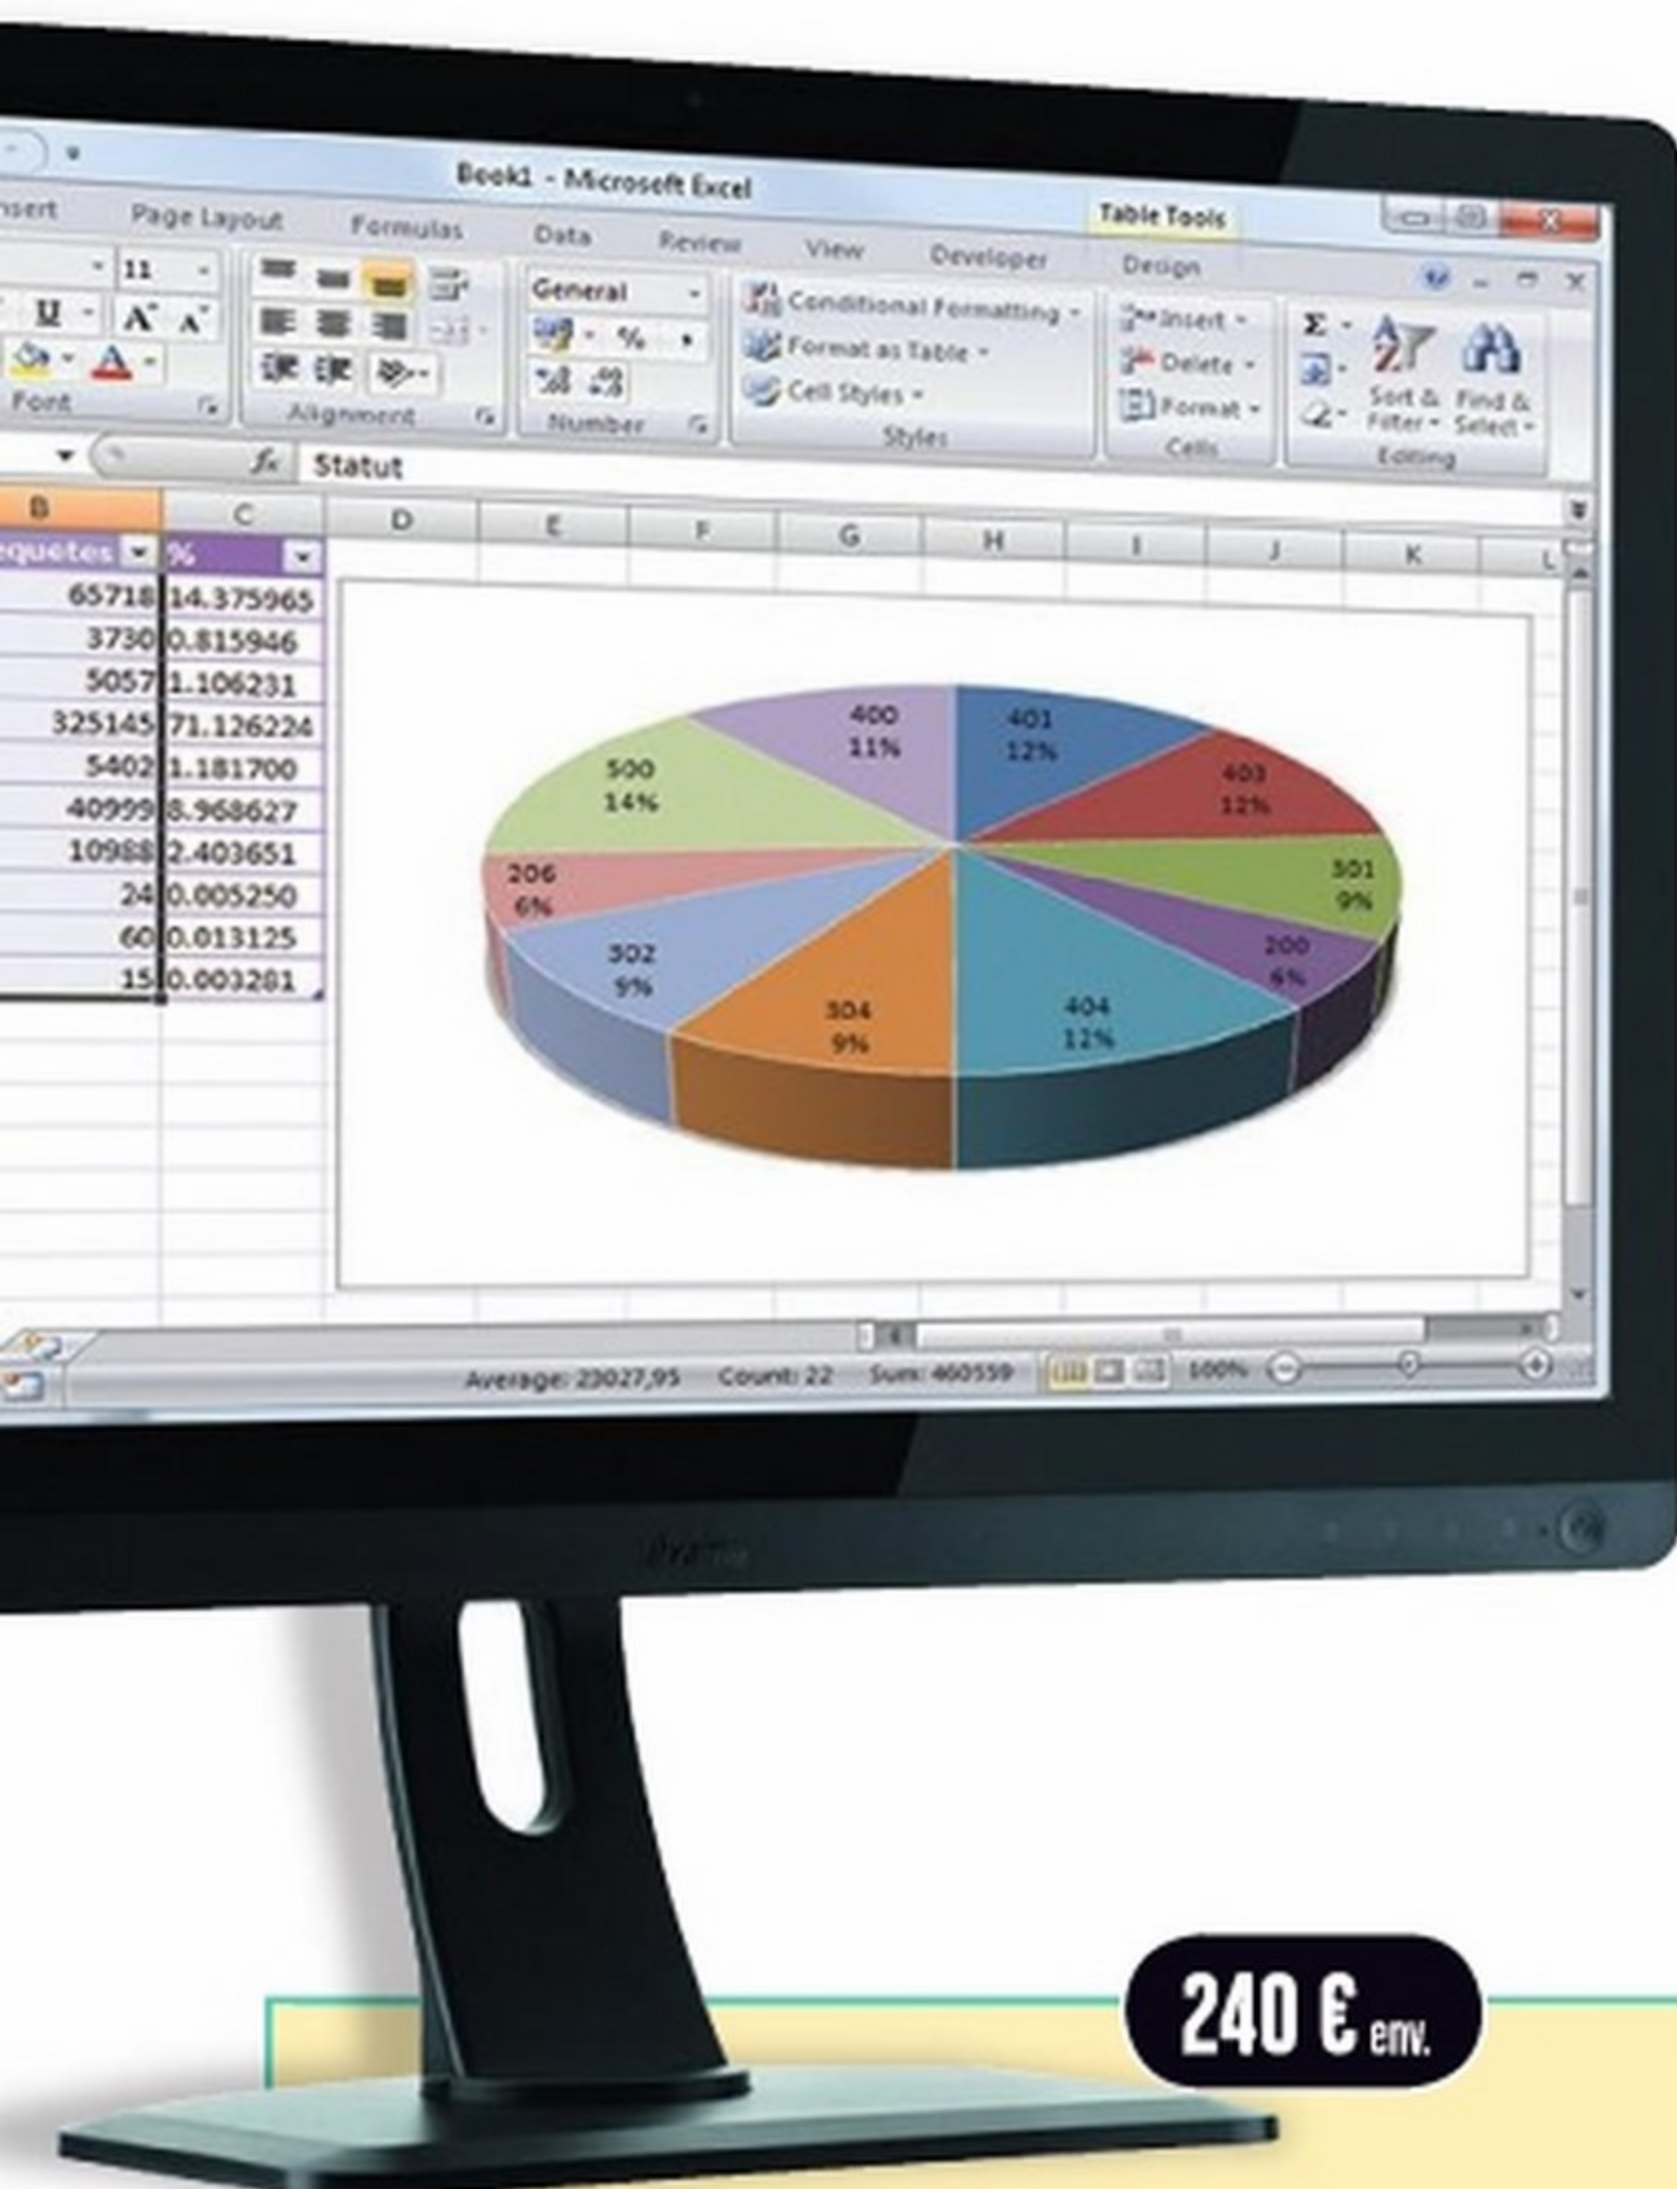 Book1 - Microsoft Excel
Table Tools
Page Layout Formulas Data Review View Developer Design
11
General
Conditional Formatting
Format as Table
Cell Styles
Insert
Delete
Format
Σ
Sort & Filter
Find & Select
Font Alignment Number Styles Cells Editing
fx Statut
B C D E F G H I J K L
%
65718 14.375965
3730 0.815946
5057 1.106231
325145 71.126224
5402 1.181700
40999 8.968627
10988 2.403651
24 0.005250
60 0.013125
15 0.003281
400
11%
401
12%
403
12%
500
14%
301
9%
206
6%
200
6%
302
9%
304
9%
404
12%
Average: 23027,95 Count: 22 Sum: 460559 100%
240 € env.